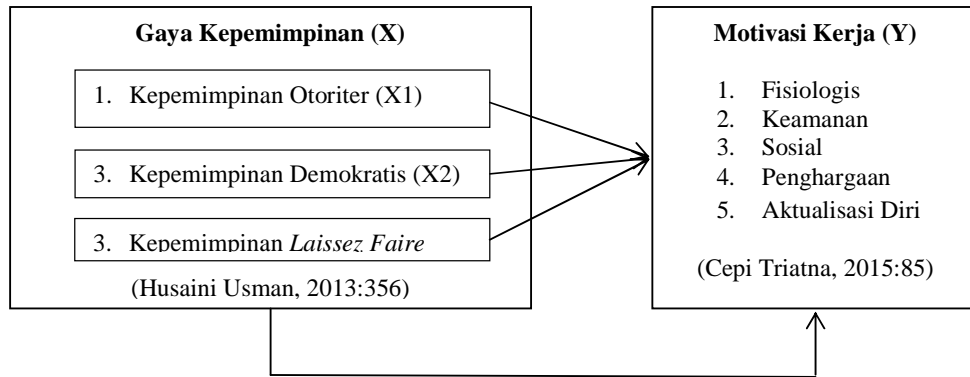 Gaya Kepemimpinan (X)
1. Kepemimpinan Otoriter (X1)
3. Kepemimpinan Demokratis (X2)
3. Kepemimpinan Laissez Faire
(Husaini Usman, 2013:356)
Motivasi Kerja (Y)
1. Fisiologis
2. Keamanan
3. Sosial
4. Penghargaan
5. Aktualisasi Diri
(Cepi Triatna, 2015:85)